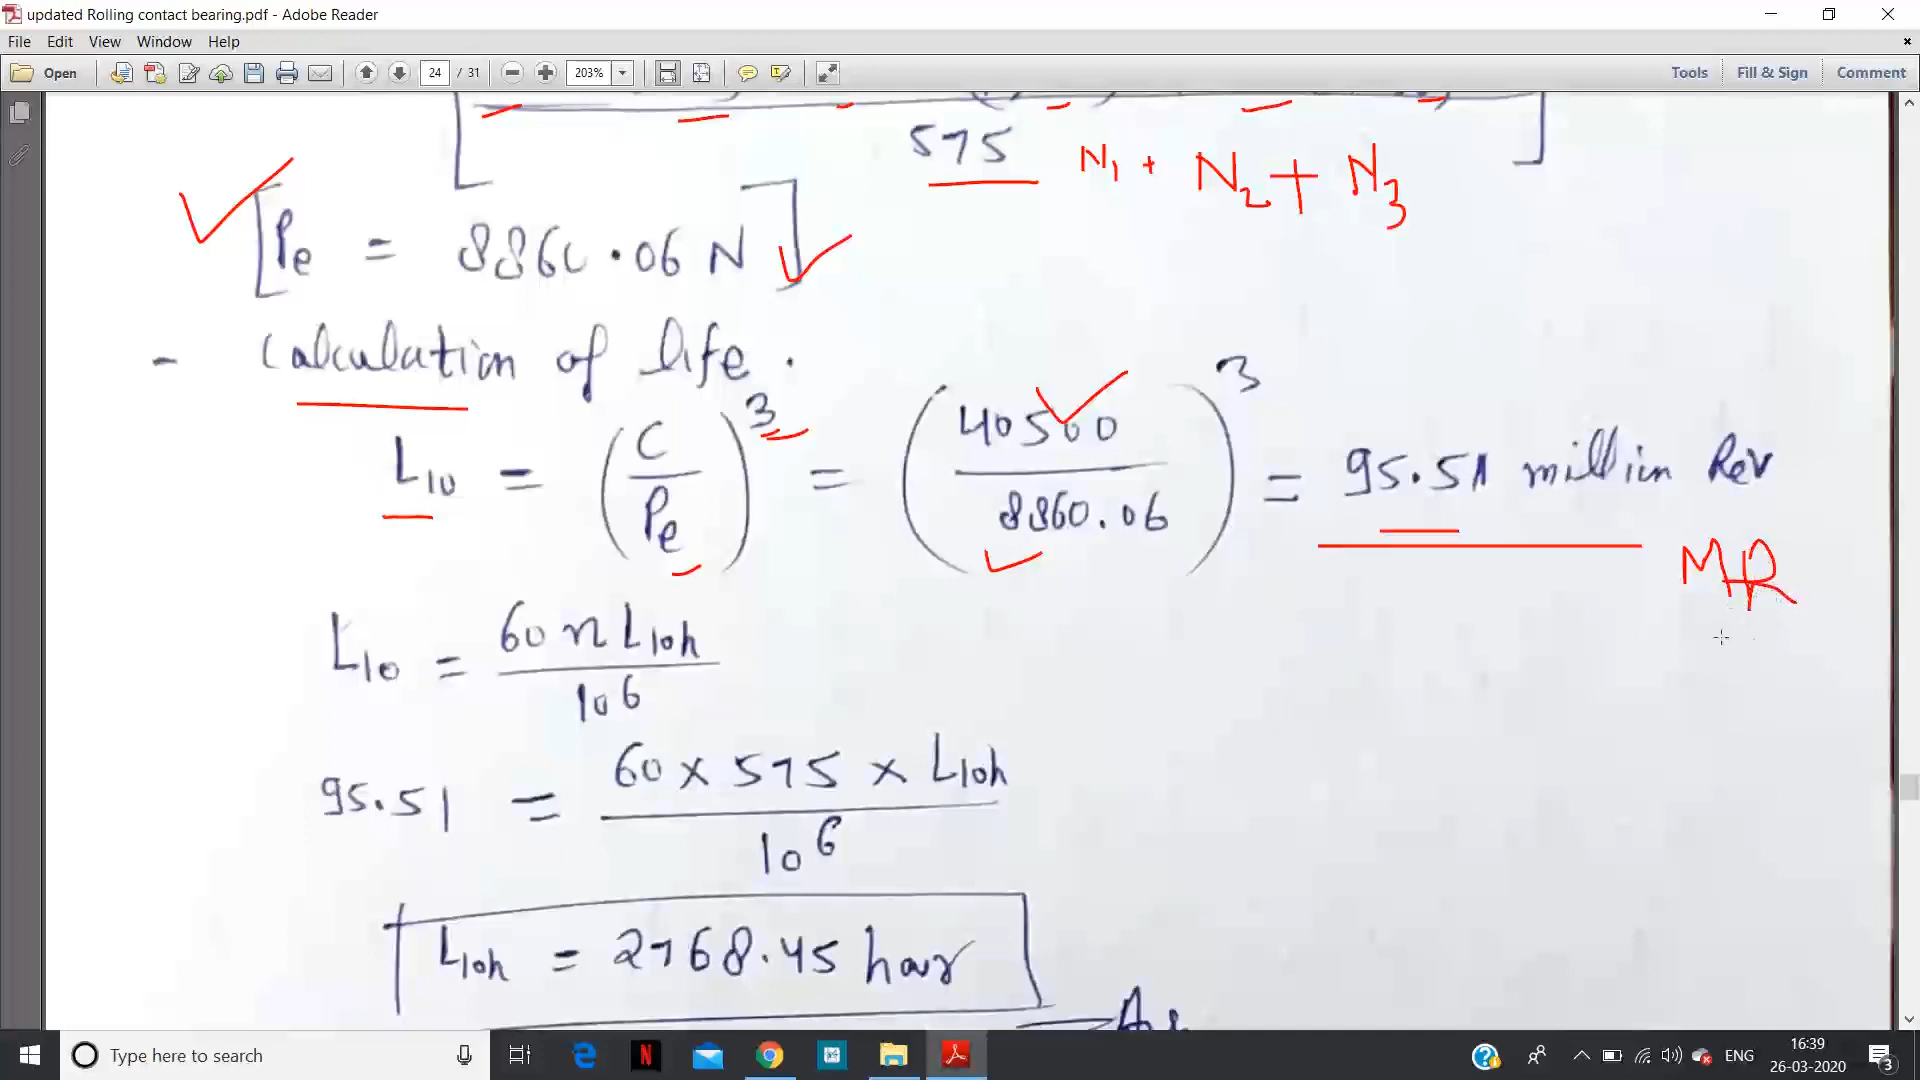 updated Rolling contact bearing.pdf - Adobe Reader
File Edit View Window Help
Open 24 / 31 203% Tools Fill & Sign Comment
575 N1 + N2 + N3
[Pe = 8860.06 N]
- Calculation of life.
L10 = (C/Pe)^3 = (40500/8860.06)^3 = 95.51 million Rev
MR
L10 = 60 n L10h / 10^6
95.51 = 60 × 575 × L10h / 10^6
L10h = 2768.45 hour
Type here to search ENG 16:39
26-03-2020 3